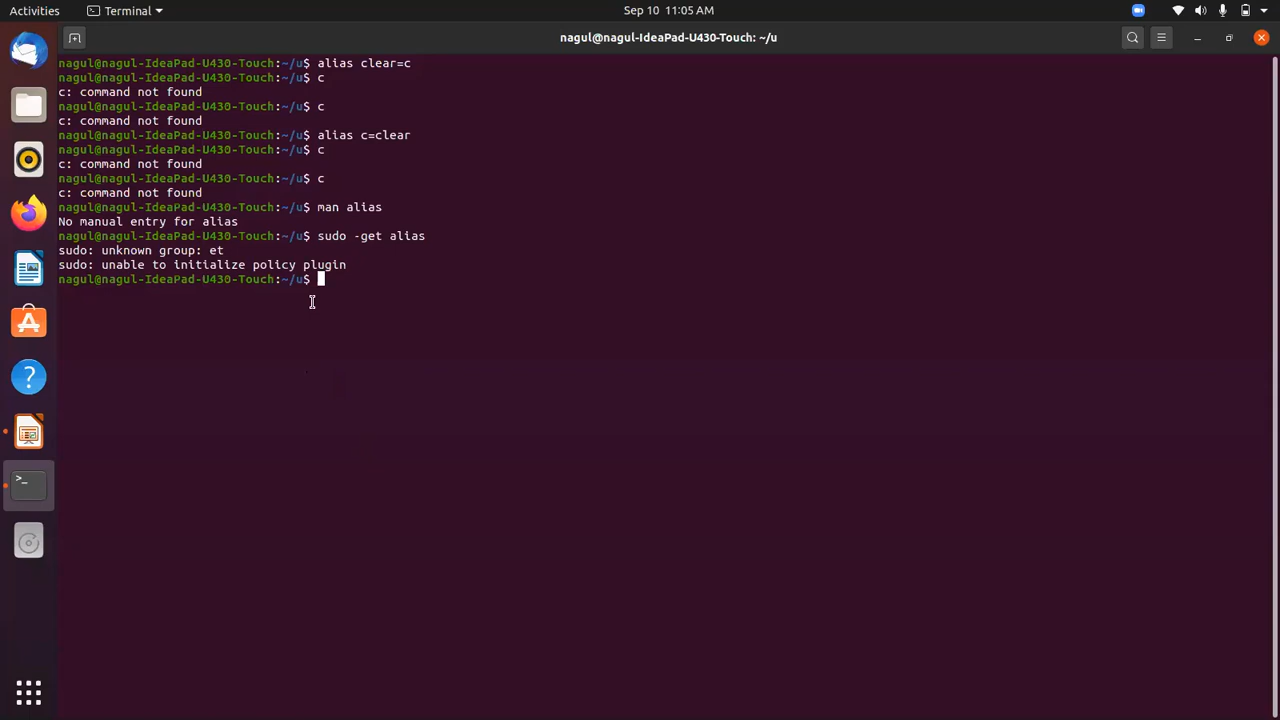 Activities
Terminal
Sep 10 11:05 AM
nagul@nagul-IdeaPad-U430-Touch: ~/u
nagul@nagul-IdeaPad-U430-Touch:~/u$ alias clear=c
nagul@nagul-IdeaPad-U430-Touch:~/u$ c
c: command not found
nagul@nagul-IdeaPad-U430-Touch:~/u$ c
c: command not found
nagul@nagul-IdeaPad-U430-Touch:~/u$ alias c=clear
nagul@nagul-IdeaPad-U430-Touch:~/u$ c
c: command not found
nagul@nagul-IdeaPad-U430-Touch:~/u$ c
c: command not found
nagul@nagul-IdeaPad-U430-Touch:~/u$ man alias
No manual entry for alias
nagul@nagul-IdeaPad-U430-Touch:~/u$ sudo -get alias
sudo: unknown group: et
sudo: unable to initialize policy plugin
nagul@nagul-IdeaPad-U430-Touch:~/u$